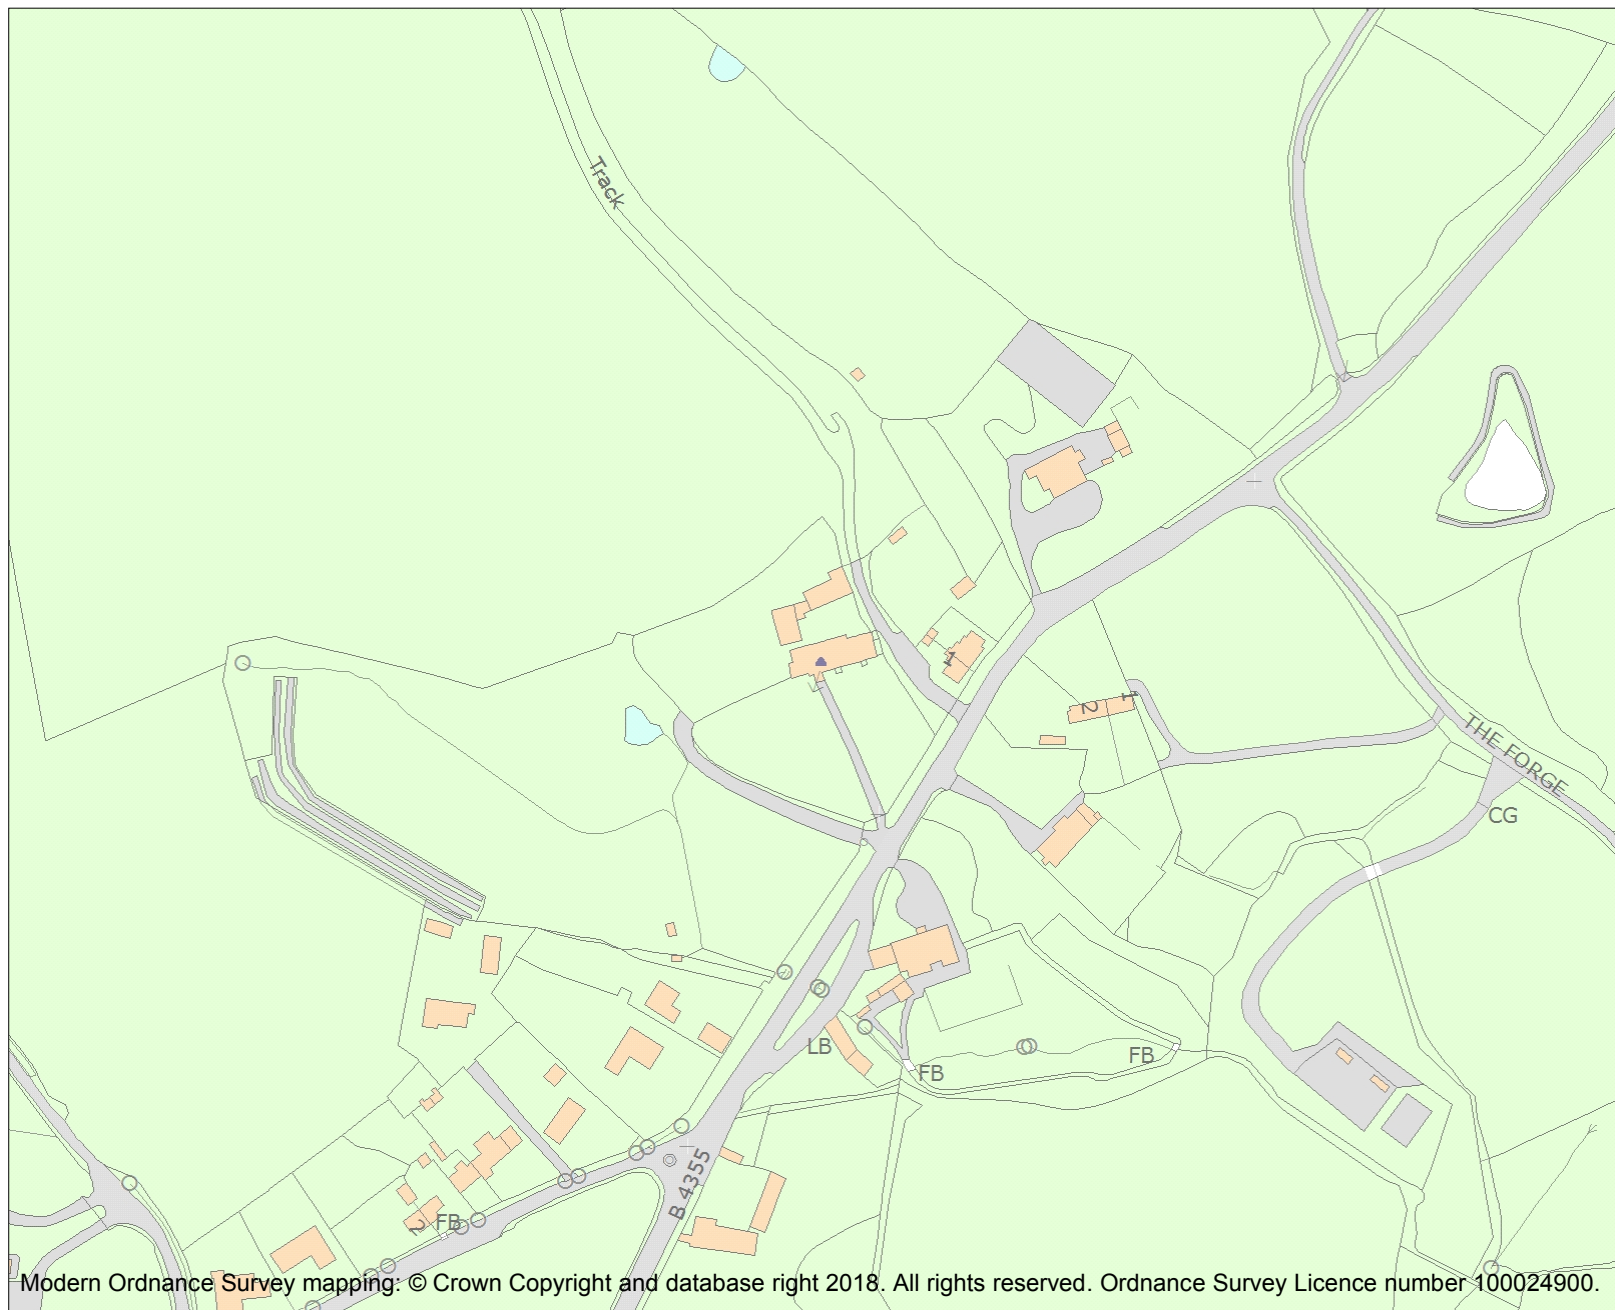 Track
1
2
1
THE FORGE
CG
LB
FB
FB
B 4355
FB
2
Modern Ordnance Survey mapping: © Crown Copyright and database right 2018. All rights reserved. Ordnance Survey Licence number 100024900.